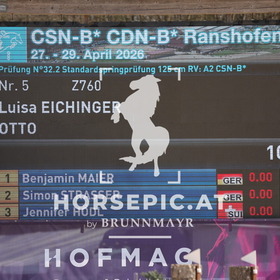 CSN-B* CDN-B* Ranshofen
27. - 29. April 2026
Prüfung N°32.2 Standardspringprüfung 125 cm RV: A2 CSN-B*
Nr. 5 Z760
Luisa EICHINGER
OTTO
1 Benjamin MAIER GER 0.00
2 Simon STRASSER GER 0.00
3 Jennifer HÖDL SUI 0.00
HORSEPIC.AT
by BRUNNMAYR
HOFMAG